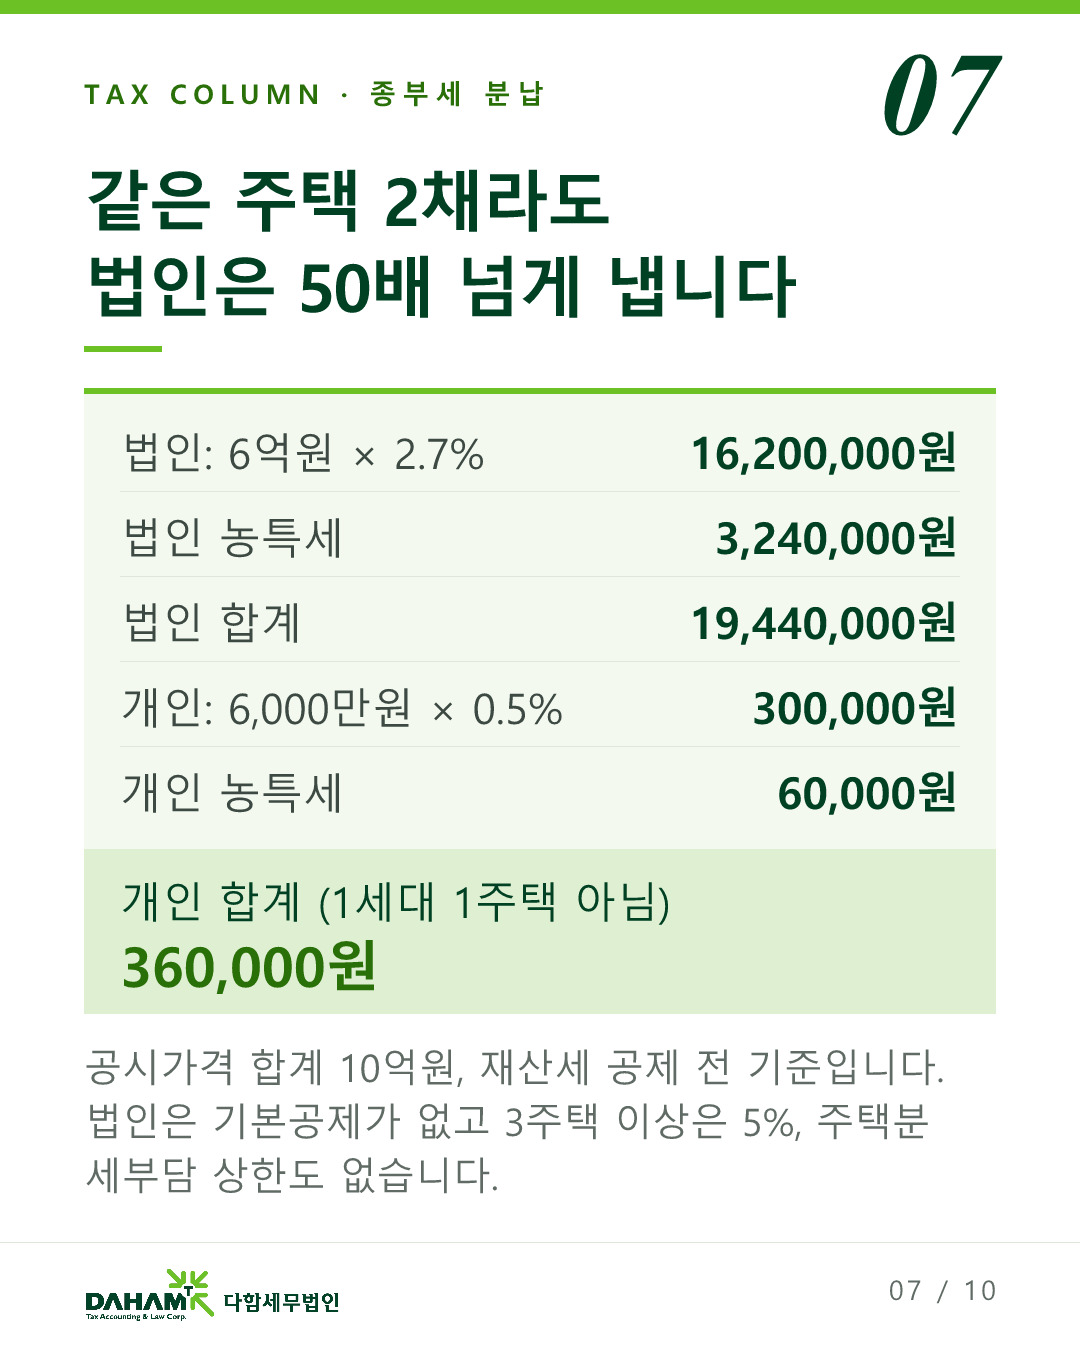 TAX COLUMN · 종부세 분납
07
같은 주택 2채라도
법인은 50배 넘게 냅니다
법인: 6억원 × 2.7% 16,200,000원
법인 농특세 3,240,000원
법인 합계 19,440,000원
개인: 6,000만원 × 0.5% 300,000원
개인 농특세 60,000원
개인 합계 (1세대 1주택 아님)
360,000원
공시가격 합계 10억원, 재산세 공제 전 기준입니다.
법인은 기본공제가 없고 3주택 이상은 5%, 주택분
세부담 상한도 없습니다.
DAHAM T 다함세무법인
Tax Accounting & Law Corp.
07 / 10